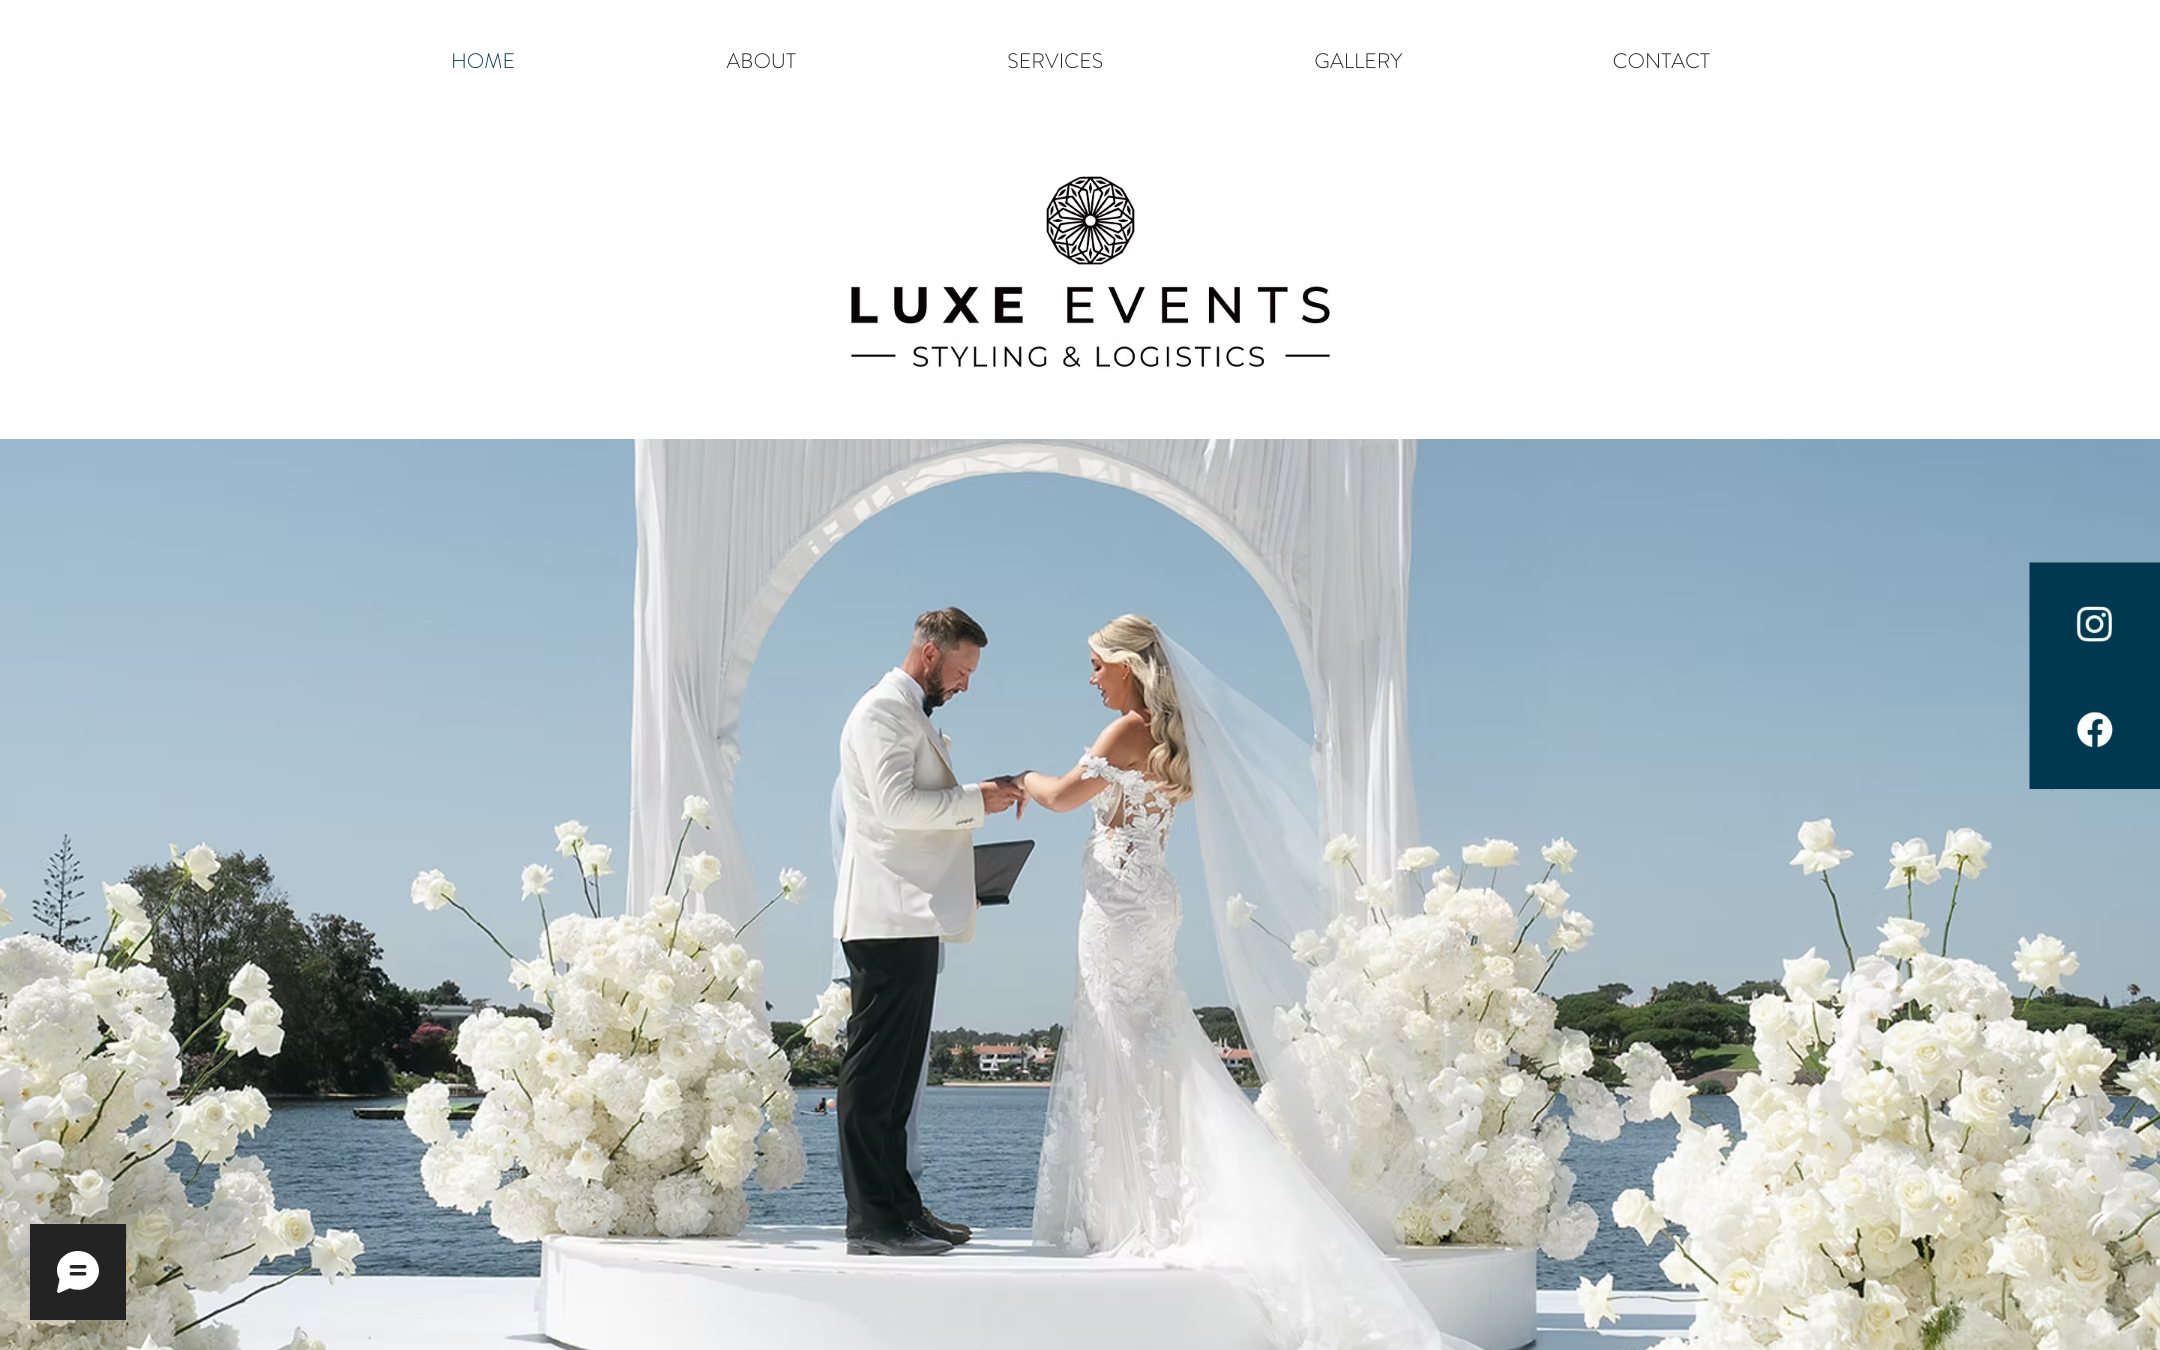 HOME ABOUT SERVICES GALLERY CONTACT
LUXE EVENTS
STYLING & LOGISTICS